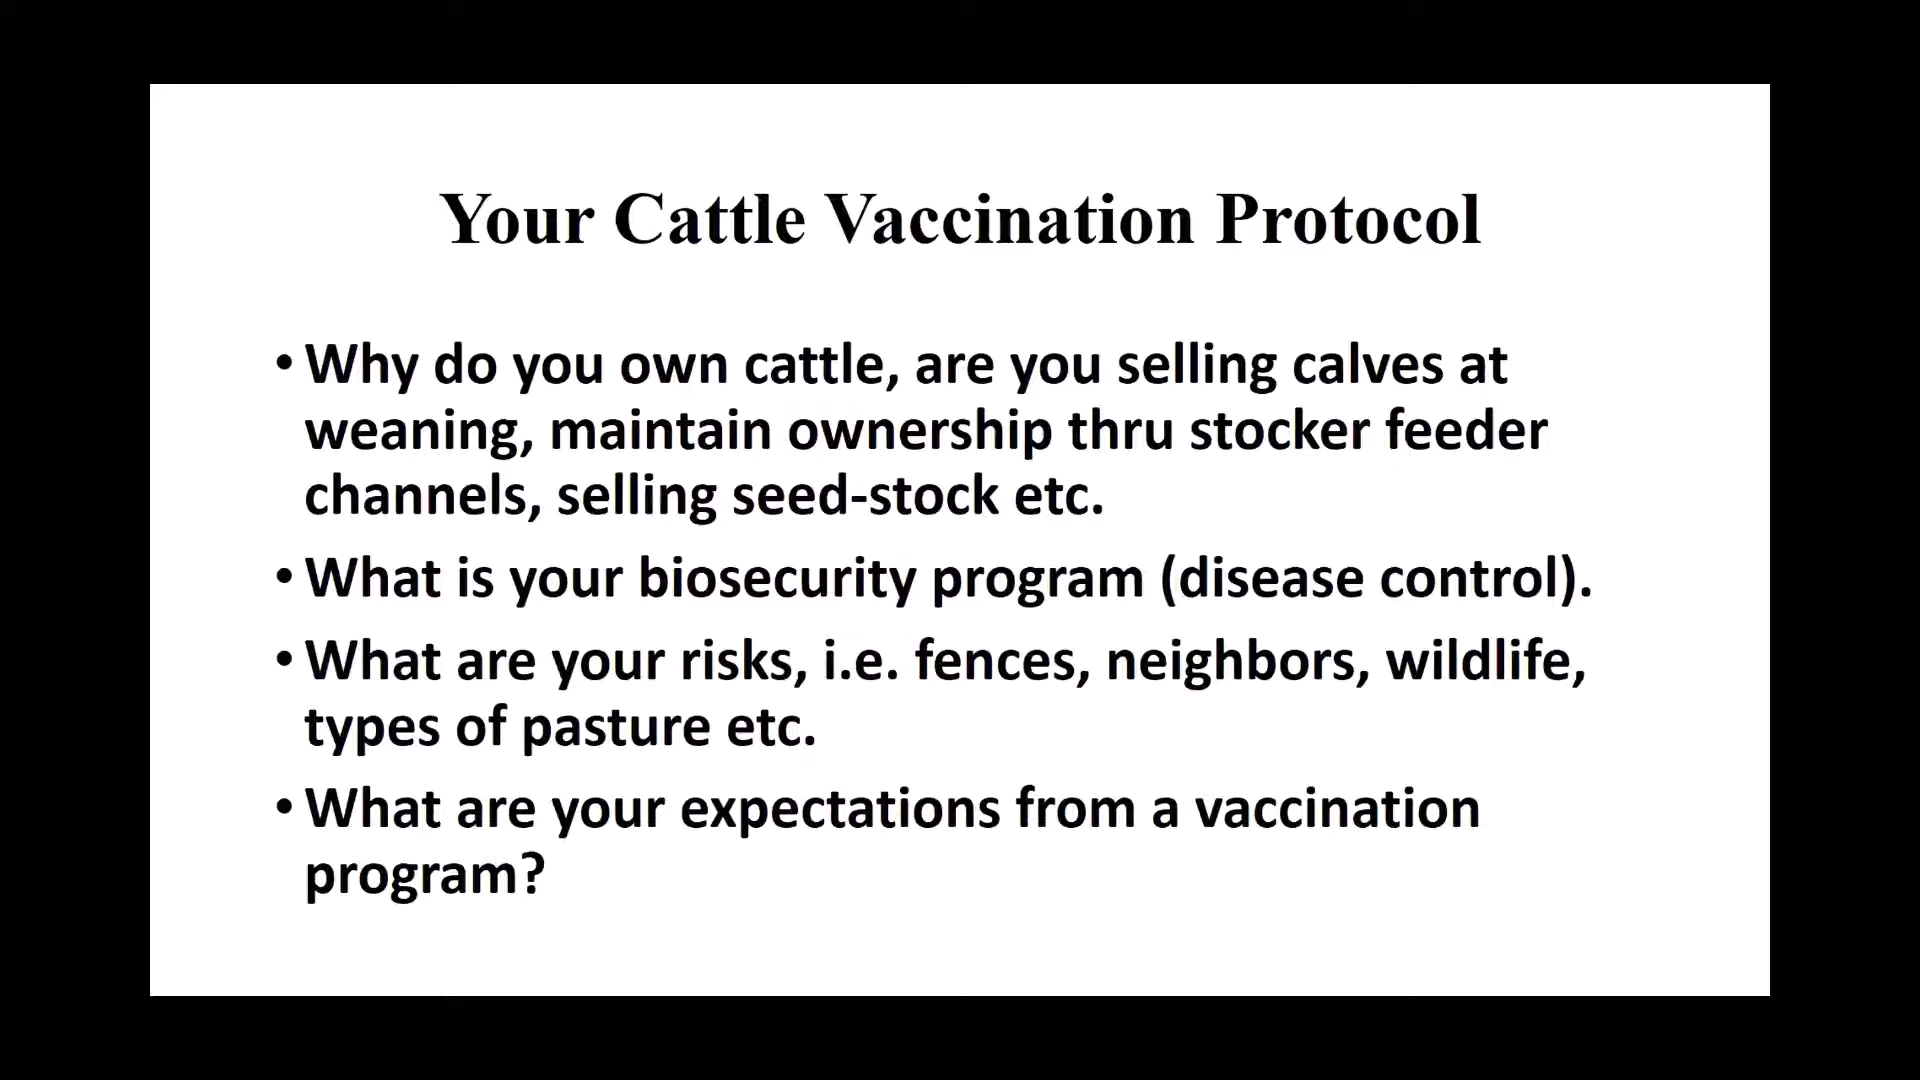 Your Cattle Vaccination Protocol
• Why do you own cattle, are you selling calves at
weaning, maintain ownership thru stocker feeder
channels, selling seed-stock etc.
• What is your biosecurity program (disease control).
• What are your risks, i.e. fences, neighbors, wildlife,
types of pasture etc.
• What are your expectations from a vaccination
program?